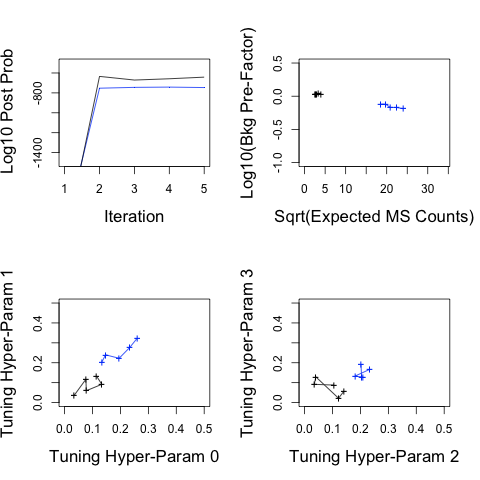 Log10 Post Prob
-1400
-800
1 2 3 4 5
Iteration
Log10(Bkg Pre-Factor)
-1.0
-0.5
0.0
0.5
0 5 10 20 30
Sqrt(Expected MS Counts)
Tuning Hyper-Param 1
0.0
0.2
0.4
0.0 0.1 0.2 0.3 0.4 0.5
Tuning Hyper-Param 0
Tuning Hyper-Param 3
0.0
0.2
0.4
0.0 0.1 0.2 0.3 0.4 0.5
Tuning Hyper-Param 2